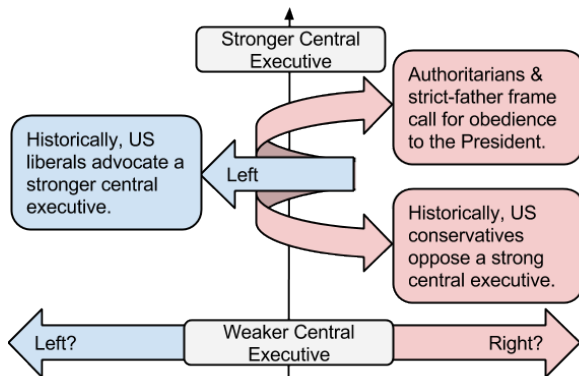 Stronger Central
Executive
Authoritarians &
strict-father frame
call for obedience
to the President.
Historically, US
liberals advocate a
stronger central
executive.
Left
Historically, US
conservatives
oppose a strong
central executive.
Left?
Weaker Central
Executive
Right?